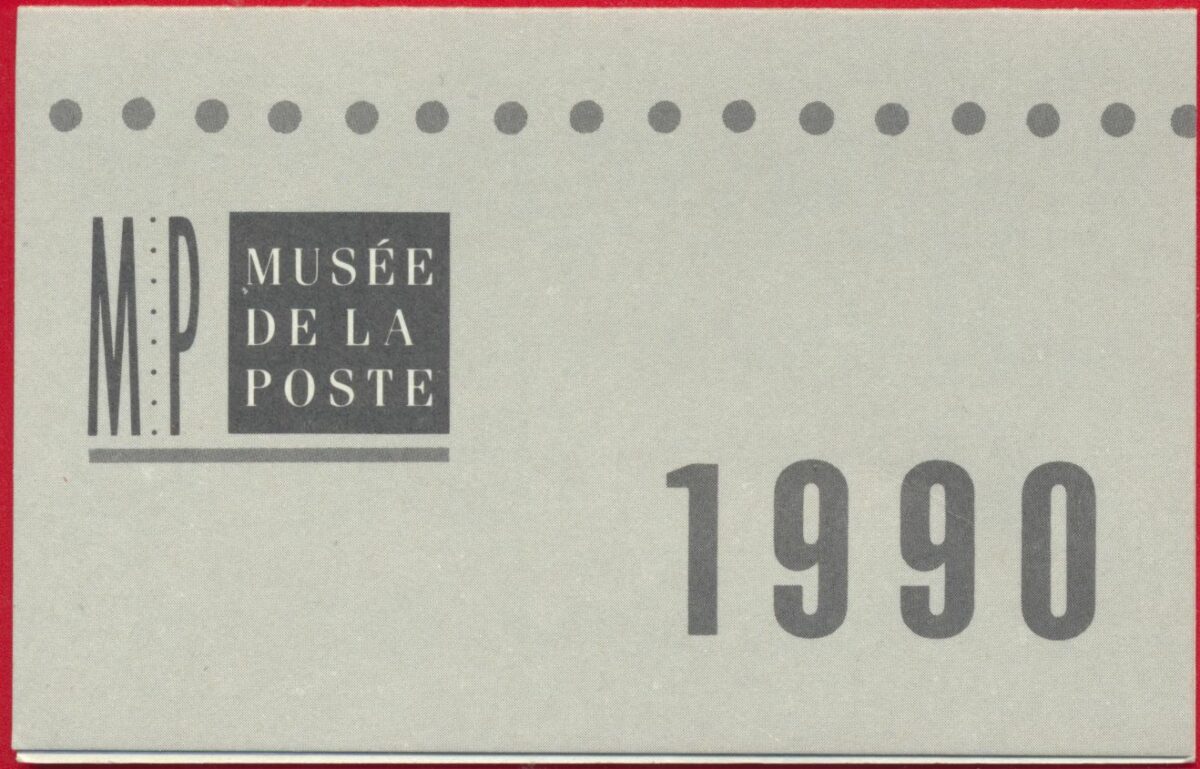 M P
MUSÉE
DE LA
POSTE
1990